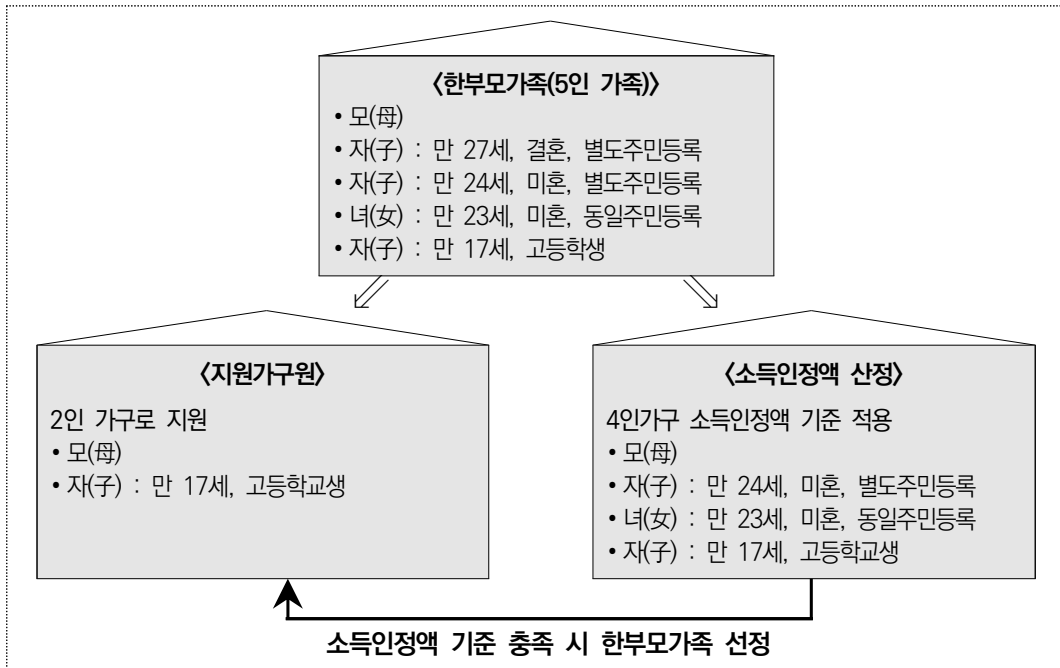 〈한부모가족(5인 가족)〉
• 모(母)
• 자(子) : 만 27세, 결혼, 별도주민등록
• 자(子) : 만 24세, 미혼, 별도주민등록
• 녀(女) : 만 23세, 미혼, 동일주민등록
• 자(子) : 만 17세, 고등학생
〈지원가구원〉
2인 가구로 지원
• 모(母)
• 자(子) : 만 17세, 고등학교생
〈소득인정액 산정〉
4인가구 소득인정액 기준 적용
• 모(母)
• 자(子) : 만 24세, 미혼, 별도주민등록
• 녀(女) : 만 23세, 미혼, 동일주민등록
• 자(子) : 만 17세, 고등학교생
소득인정액 기준 충족 시 한부모가족 선정